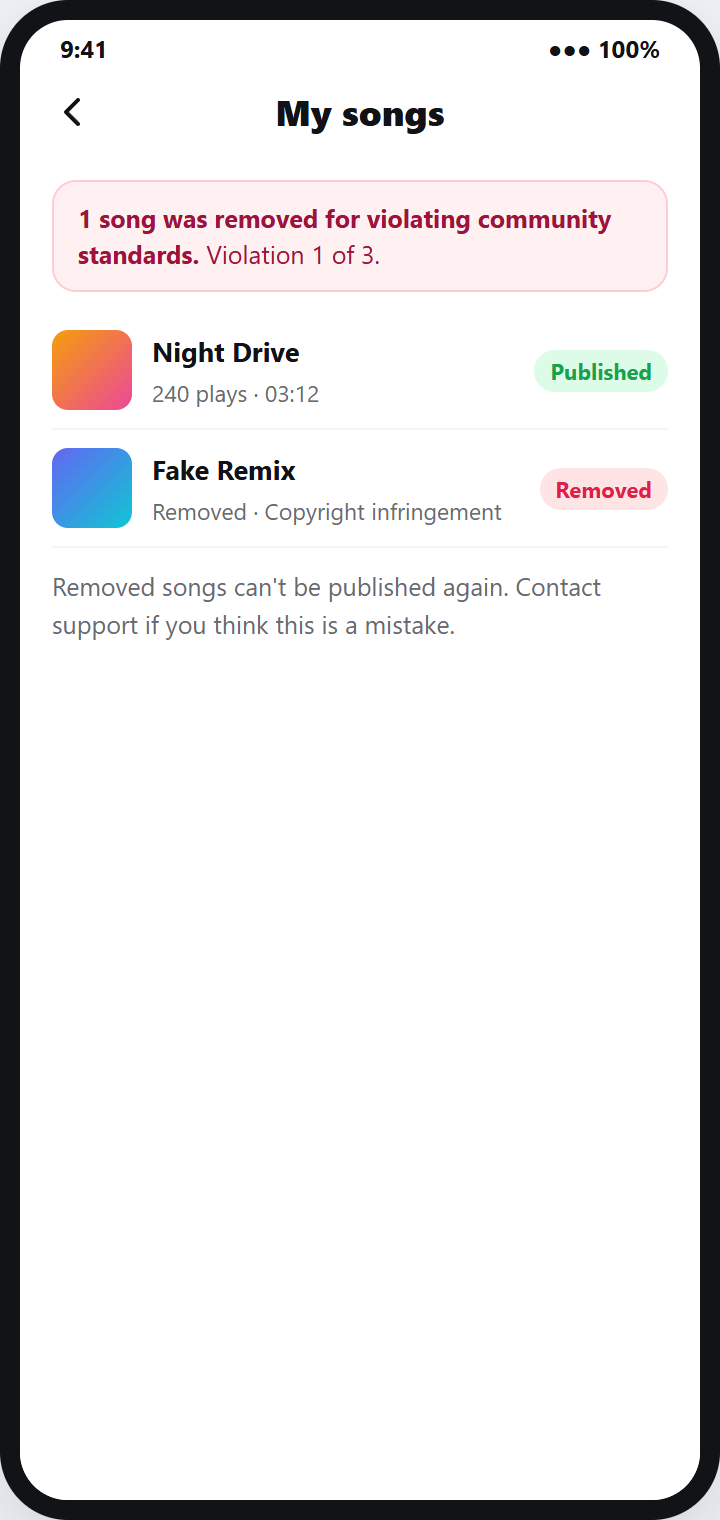 9:41 ●●● 100%
My songs
1 song was removed for violating community
standards. Violation 1 of 3.
Night Drive
240 plays · 03:12
Published
Fake Remix
Removed · Copyright infringement
Removed
Removed songs can't be published again. Contact
support if you think this is a mistake.